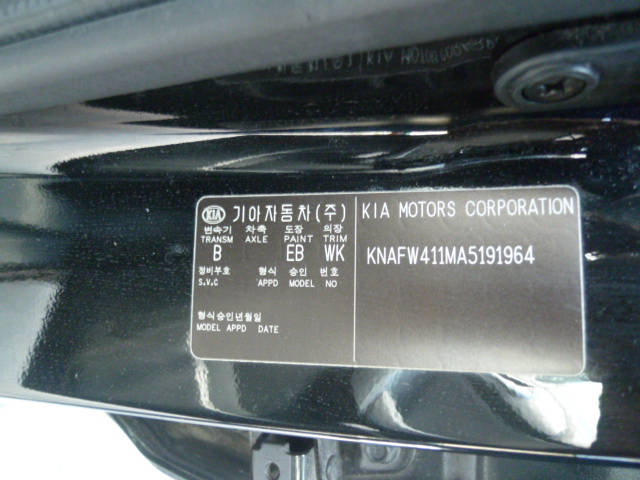 KIA 기아자동차(주) KIA MOTORS CORPORATION
변속기 차축 도장 의장
TRANSM AXLE PAINT TRIM
B EB WK KNAFW411MA5191964
정비부호 형식 승인 번호
S.V.C APPD MODEL NO
형식승인년월일
MODEL APPD DATE